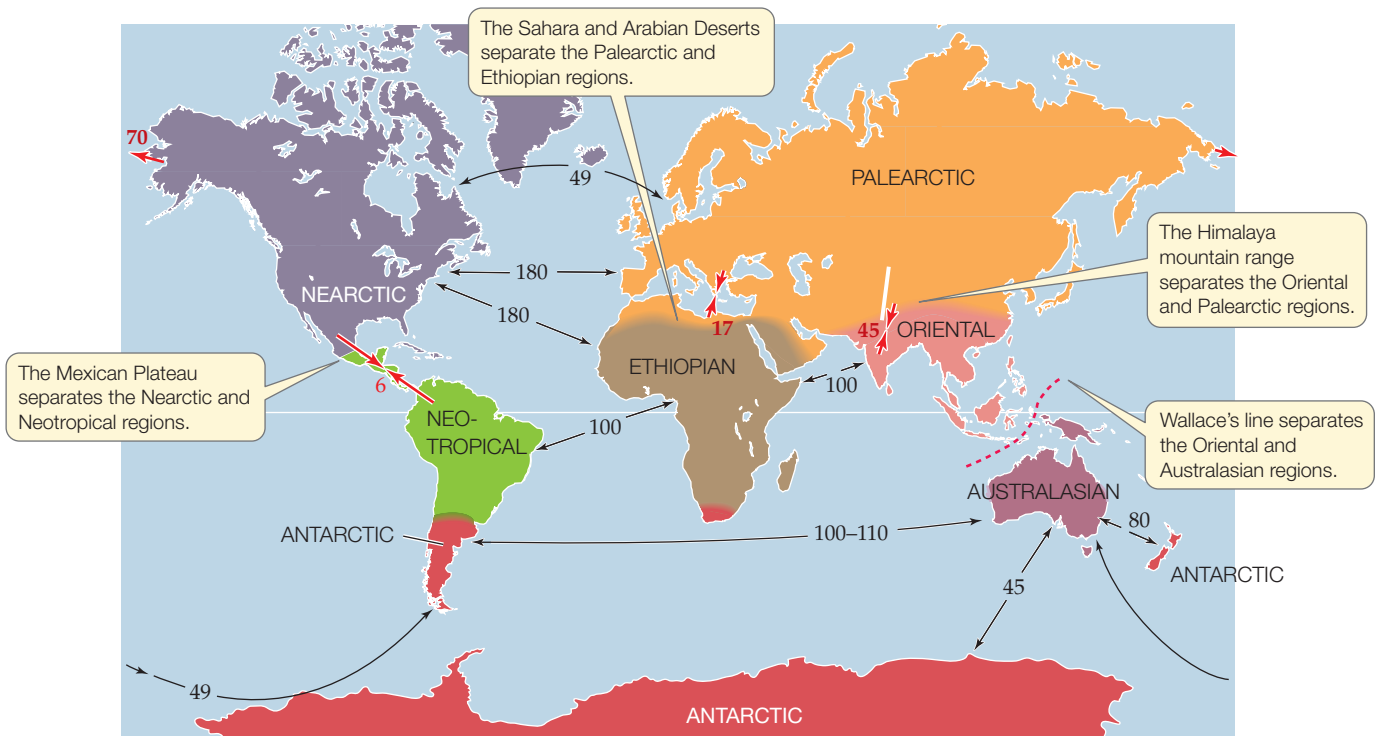 The Sahara and Arabian Deserts
separate the Palearctic and
Ethiopian regions.
70
49
PALEARCTIC
The Himalaya
mountain range
separates the Oriental
and Palearctic regions.
180
NEARCTIC
180
17
45
ORIENTAL
The Mexican Plateau
separates the Nearctic and
Neotropical regions.
6
ETHIOPIAN
100
NEO-
TROPICAL
100
Wallace’s line separates
the Oriental and
Australasian regions.
AUSTRALASIAN
ANTARCTIC
100–110
80
ANTARCTIC
45
49
ANTARCTIC